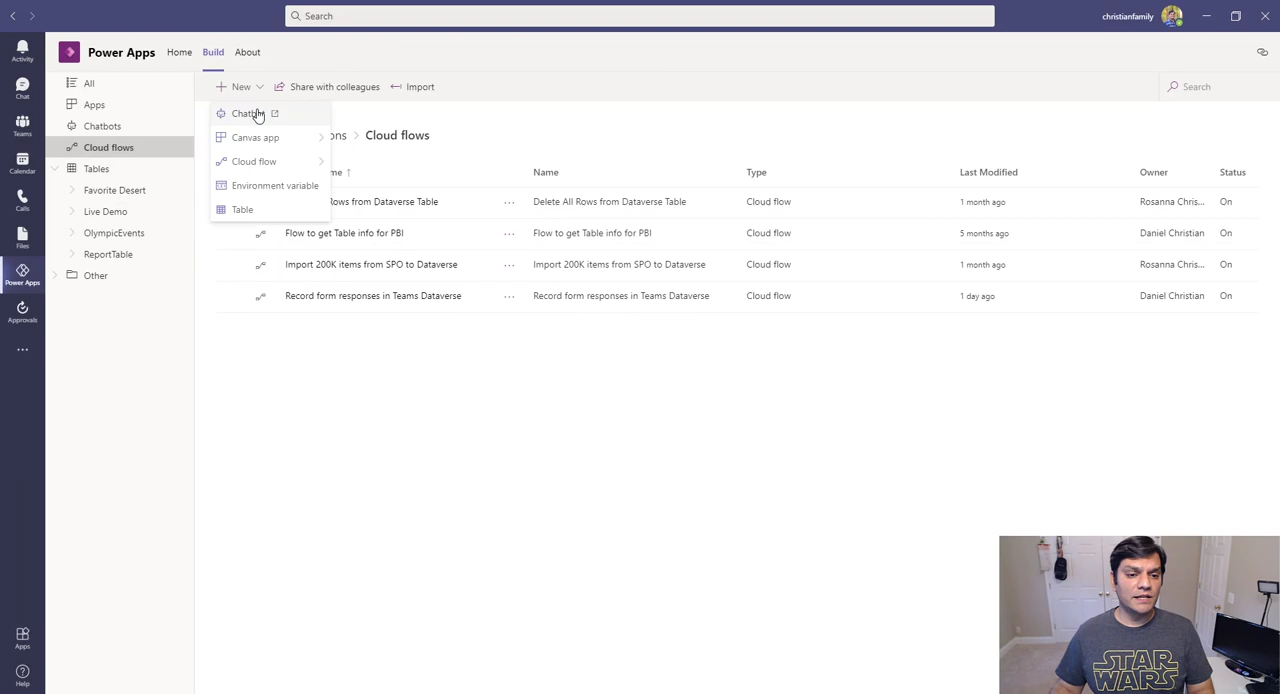 Search
christianfamily
Activity
Chat
Teams
Calendar
Calls
Files
Power Apps
Approvals
Apps
Help
Power Apps Home Build About
All
Apps
Chatbots
Cloud flows
Tables
Favorite Desert
Live Demo
OlympicEvents
ReportTable
Other
New Share with colleagues Import Search
Canvas app
Cloud flow
Environment variable
Table
Cloud flows
Name Type Last Modified Owner Status
Rows from Dataverse Table ... Delete All Rows from Dataverse Table Cloud flow 1 month ago Rosanna Chris... On
Flow to get Table info for PBI ... Flow to get Table info for PBI Cloud flow 5 months ago Daniel Christian On
Import 200K items from SPO to Dataverse ... Import 200K items from SPO to Dataverse Cloud flow 1 month ago Rosanna Chris... On
Record form responses in Teams Dataverse ... Record form responses in Teams Dataverse Cloud flow 1 day ago Daniel Christian On
STAR
WARS